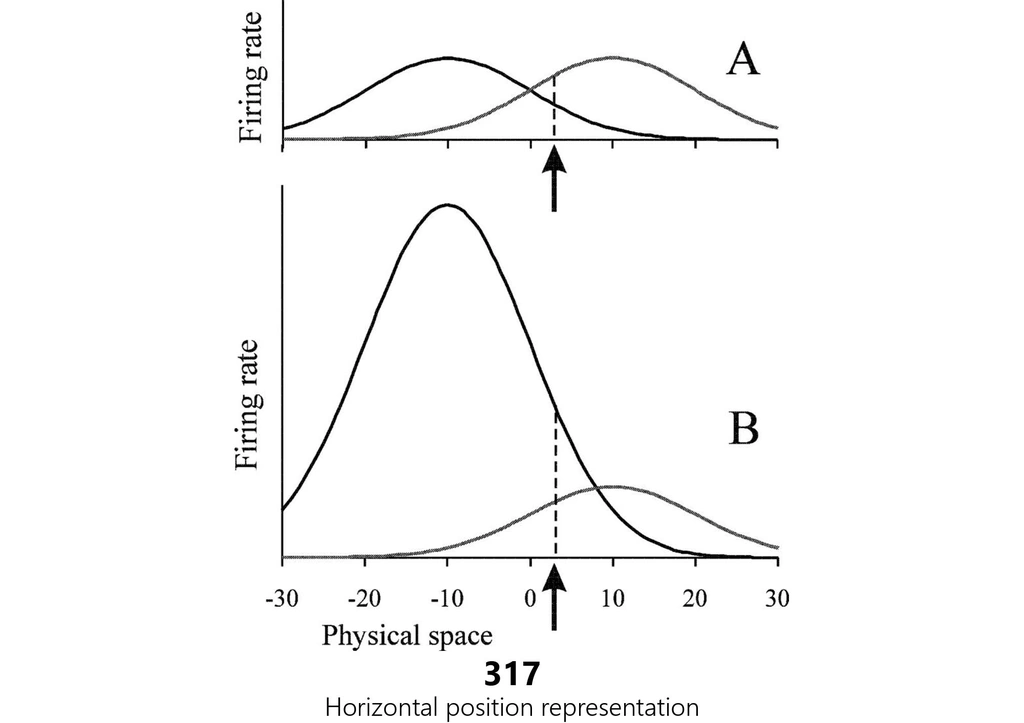 Firing rate
A
Firing rate
B
-30 -20 -10 0 10 20 30
Physical space
317
Horizontal position representation